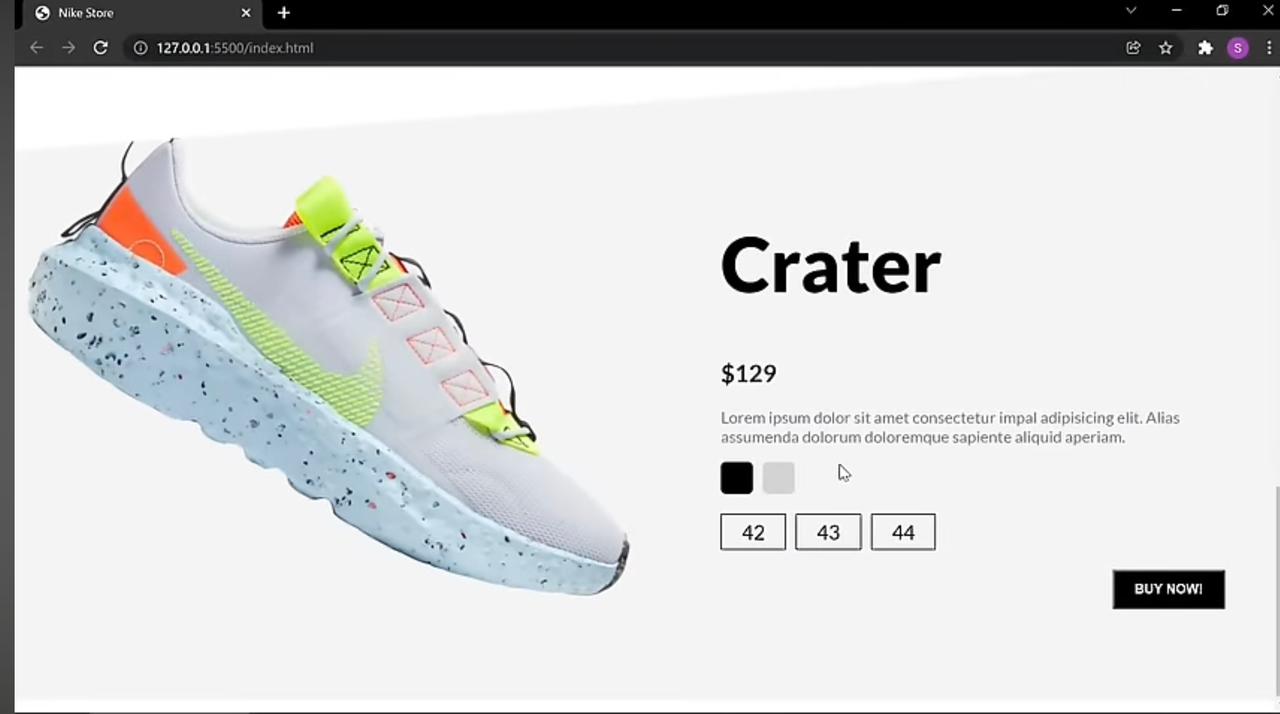 Nike Store
127.0.0.1:5500/index.html
S
Crater
$129
Lorem ipsum dolor sit amet consectetur impal adipisicing elit. Alias
assumenda dolorum doloremque sapiente aliquid aperiam.
42 43 44
BUY NOW!